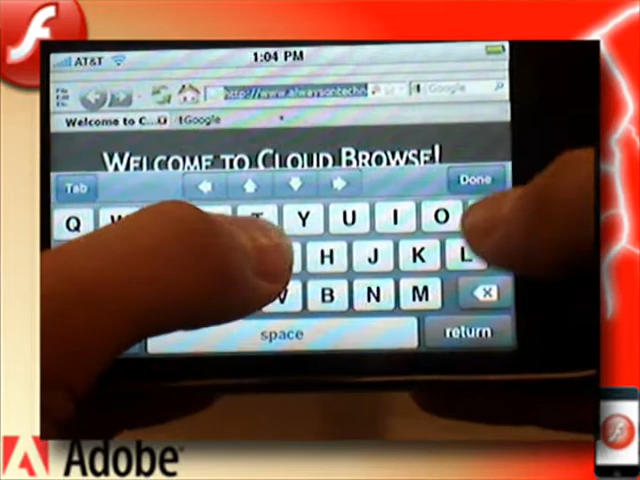 AT&T 1:04 PM
http://www.alwaysontechn Google
Welcome to C... Google
WELCOME TO CLOUD BROWSE!
Tab Done
Q T Y U I O
H J K L
V B N M
space return
Adobe